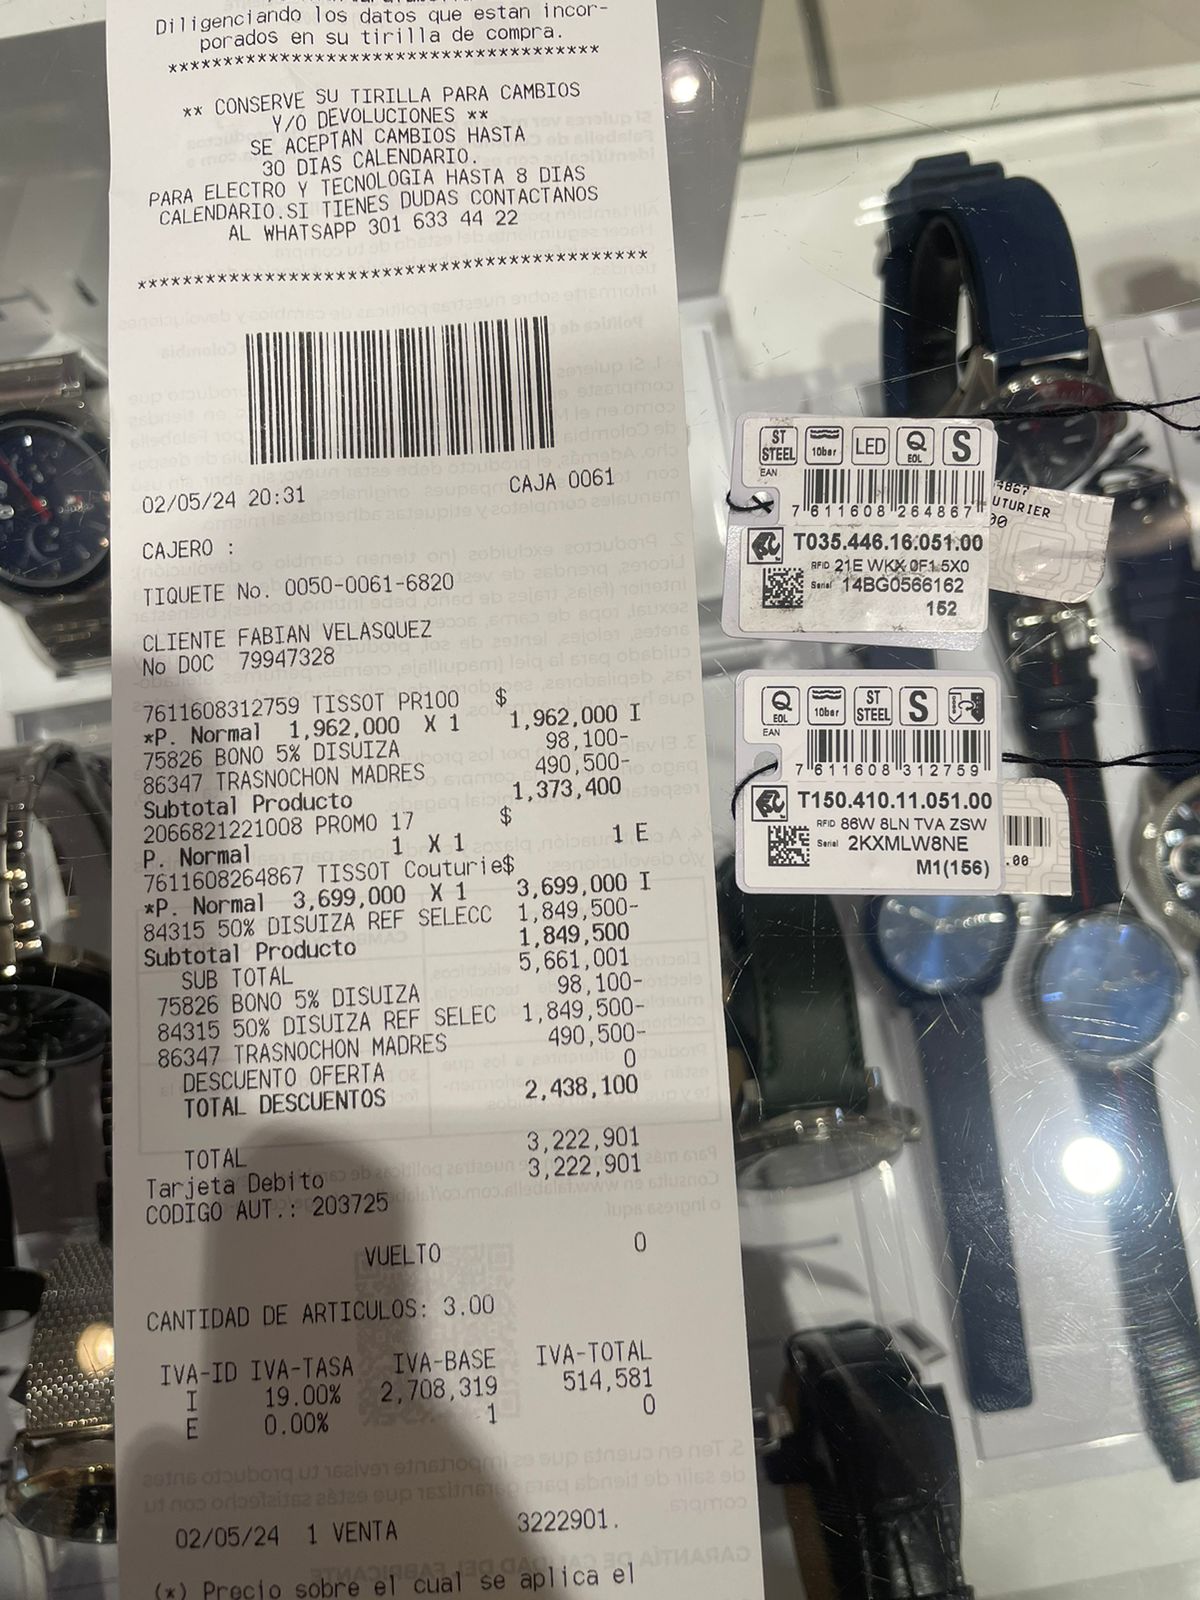 Diligenciando los datos que estan incor-
porados en su tirilla de compra.
****************************************
** CONSERVE SU TIRILLA PARA CAMBIOS
Y/O DEVOLUCIONES **
SE ACEPTAN CAMBIOS HASTA
30 DIAS CALENDARIO.
PARA ELECTRO Y TECNOLOGIA HASTA 8 DIAS
CALENDARIO.SI TIENES DUDAS CONTACTANOS
AL WHATSAPP 301 633 44 22
***********************************************
02/05/24 20:31 CAJA 0061
CAJERO :
TIQUETE No. 0050-0061-6820
CLIENTE FABIAN VELASQUEZ
No DOC 79947328
7611608312759 TISSOT PR100 $
*P. Normal 1,962,000 X 1 1,962,000 I
75826 BONO 5% DISUIZA 98,100-
86347 TRASNOCHON MADRES 490,500-
Subtotal Producto 1,373,400
2066821221008 PROMO 17 $
P. Normal 1 X 1 1 E
7611608264867 TISSOT Couturie$
*P. Normal 3,699,000 X 1 3,699,000 I
84315 50% DISUIZA REF SELECC 1,849,500-
Subtotal Producto 1,849,500
SUB TOTAL 5,661,001
75826 BONO 5% DISUIZA 98,100-
84315 50% DISUIZA REF SELEC 1,849,500-
86347 TRASNOCHON MADRES 490,500-
DESCUENTO OFERTA 0
TOTAL DESCUENTOS 2,438,100
TOTAL 3,222,901
Tarjeta Debito 3,222,901
CODIGO AUT.: 203725
VUELTO 0
CANTIDAD DE ARTICULOS: 3.00
IVA-ID IVA-TASA IVA-BASE IVA-TOTAL
I 19.00% 2,708,319 514,581
E 0.00% 1 0
02/05/24 1 VENTA 3222901.
(*) Precio sobre el cual se aplica el
ST STEEL 10bar LED Q EOL S
EAN
7 611608 264867
T035.446.16.051.00
RFID 21E WKX 0F1 5X0
Serial 14BG0566162
152
4867
UTURIER
00
Q EOL 10bar ST STEEL S
EAN
7 611608 312759
T150.410.11.051.00
RFID 86W 8LN TVA ZSW
Serial 2KXMLW8NE
M1(156)
.00